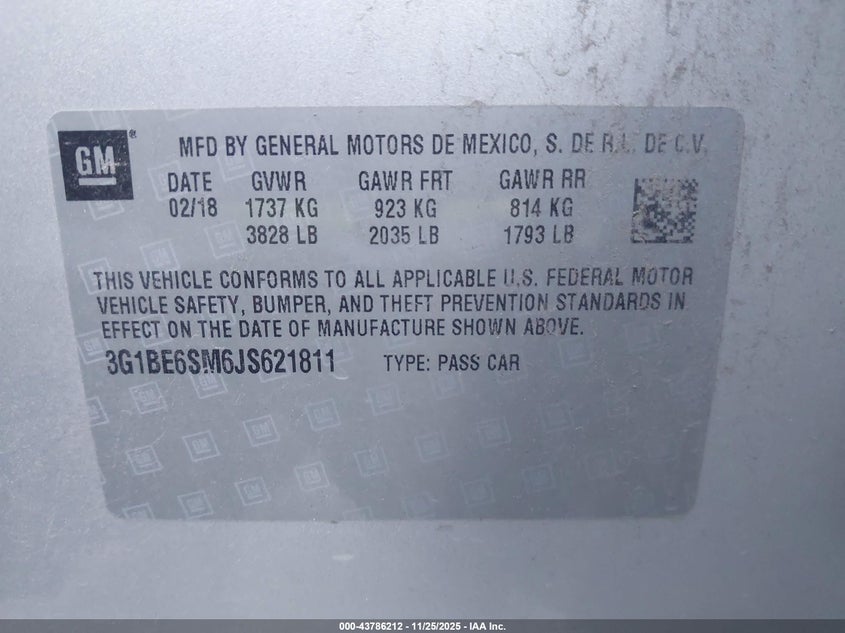 GM
MFD BY GENERAL MOTORS DE MEXICO, S. DE R.L. DE C.V.
DATE GVWR GAWR FRT GAWR RR
02/18 1737 KG 923 KG 814 KG
3828 LB 2035 LB 1793 LB
THIS VEHICLE CONFORMS TO ALL APPLICABLE U.S. FEDERAL MOTOR
VEHICLE SAFETY, BUMPER, AND THEFT PREVENTION STANDARDS IN
EFFECT ON THE DATE OF MANUFACTURE SHOWN ABOVE.
3G1BE6SM6JS621811 TYPE: PASS CAR
000-43786212 - 11/25/2025 - IAA Inc.